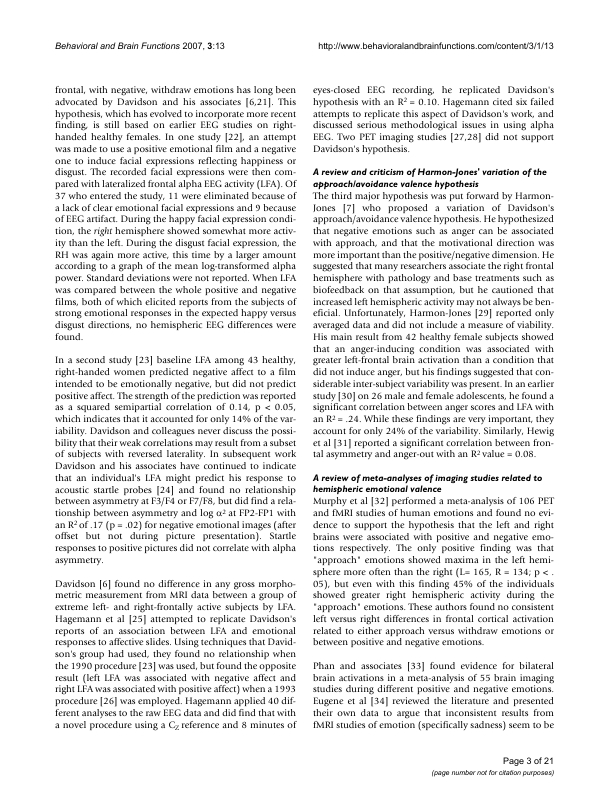 Behavioral and Brain Functions 2007, 3:13
http://www.behavioralandbrainfunctions.com/content/3/1/13
frontal, with negative, withdraw emotions has long been
advocated by Davidson and his associates [6,21]. This
hypothesis, which has evolved to incorporate more recent
finding, is still based on earlier EEG studies on right-
handed healthy females. In one study [22], an attempt
was made to use a positive emotional film and a negative
one to induce facial expressions reflecting happiness or
disgust. The recorded facial expressions were then com-
pared with lateralized frontal alpha EEG activity (LFA). Of
37 who entered the study, 11 were eliminated because of
a lack of clear emotional facial expressions and 9 because
of EEG artifact. During the happy facial expression condi-
tion, the right hemisphere showed somewhat more activ-
ity than the left. During the disgust facial expression, the
RH was again more active, this time by a larger amount
according to a graph of the mean log-transformed alpha
power. Standard deviations were not reported. When LFA
was compared between the whole positive and negative
films, both of which elicited reports from the subjects of
strong emotional responses in the expected happy versus
disgust directions, no hemispheric EEG differences were
found.
In a second study [23] baseline LFA among 43 healthy,
right-handed women predicted negative affect to a film
intended to be emotionally negative, but did not predict
positive affect. The strength of the prediction was reported
as a squared semipartial correlation of 0.14, p < 0.05,
which indicates that it accounted for only 14% of the var-
iability. Davidson and colleagues never discuss the possi-
bility that their weak correlations may result from a subset
of subjects with reversed laterality. In subsequent work
Davidson and his associates have continued to indicate
that an individual's LFA might predict his response to
acoustic startle probes [24] and found no relationship
between asymmetry at F3/F4 or F7/F8, but did find a rela-
tionship between asymmetry and log α² at FP2-FP1 with
an R² of .17 (p = .02) for negative emotional images (after
offset but not during picture presentation). Startle
responses to positive pictures did not correlate with alpha
asymmetry.
Davidson [6] found no difference in any gross morpho-
metric measurement from MRI data between a group of
extreme left- and right-frontally active subjects by LFA.
Hagemann et al [25] attempted to replicate Davidson's
reports of an association between LFA and emotional
responses to affective slides. Using techniques that David-
son's group had used, they found no relationship when
the 1990 procedure [23] was used, but found the opposite
result (left LFA was associated with negative affect and
right LFA was associated with positive affect) when a 1993
procedure [26] was employed. Hagemann applied 40 dif-
ferent analyses to the raw EEG data and did find that with
a novel procedure using a CZ reference and 8 minutes of
eyes-closed EEG recording, he replicated Davidson's
hypothesis with an R² = 0.10. Hagemann cited six failed
attempts to replicate this aspect of Davidson's work, and
discussed serious methodological issues in using alpha
EEG. Two PET imaging studies [27,28] did not support
Davidson's hypothesis.
A review and criticism of Harmon-Jones' variation of the
approach/avoidance valence hypothesis
The third major hypothesis was put forward by Harmon-
Jones [7] who proposed a variation of Davidson's
approach/avoidance valence hypothesis. He hypothesized
that negative emotions such as anger can be associated
with approach, and that the motivational direction was
more important than the positive/negative dimension. He
suggested that many researchers associate the right frontal
hemisphere with pathology and base treatments such as
biofeedback on that assumption, but he cautioned that
increased left hemispheric activity may not always be ben-
eficial. Unfortunately, Harmon-Jones [29] reported only
averaged data and did not include a measure of viability.
His main result from 42 healthy female subjects showed
that an anger-inducing condition was associated with
greater left-frontal brain activation than a condition that
did not induce anger, but his findings suggested that con-
siderable inter-subject variability was present. In an earlier
study [30] on 26 male and female adolescents, he found a
significant correlation between anger scores and LFA with
an R² = .24. While these findings are very important, they
account for only 24% of the variability. Similarly, Hewig
et al [31] reported a significant correlation between fron-
tal asymmetry and anger-out with an R² value = 0.08.
A review of meta-analyses of imaging studies related to
hemispheric emotional valence
Murphy et al [32] performed a meta-analysis of 106 PET
and fMRI studies of human emotions and found no evi-
dence to support the hypothesis that the left and right
brains were associated with positive and negative emo-
tions respectively. The only positive finding was that
"approach" emotions showed maxima in the left hemi-
sphere more often than the right (L= 165, R = 134; p < .
05), but even with this finding 45% of the individuals
showed greater right hemispheric activity during the
"approach" emotions. These authors found no consistent
left versus right differences in frontal cortical activation
related to either approach versus withdraw emotions or
between positive and negative emotions.
Phan and associates [33] found evidence for bilateral
brain activations in a meta-analysis of 55 brain imaging
studies during different positive and negative emotions.
Eugene et al [34] reviewed the literature and presented
their own data to argue that inconsistent results from
fMRI studies of emotion (specifically sadness) seem to be
Page 3 of 21
(page number not for citation purposes)